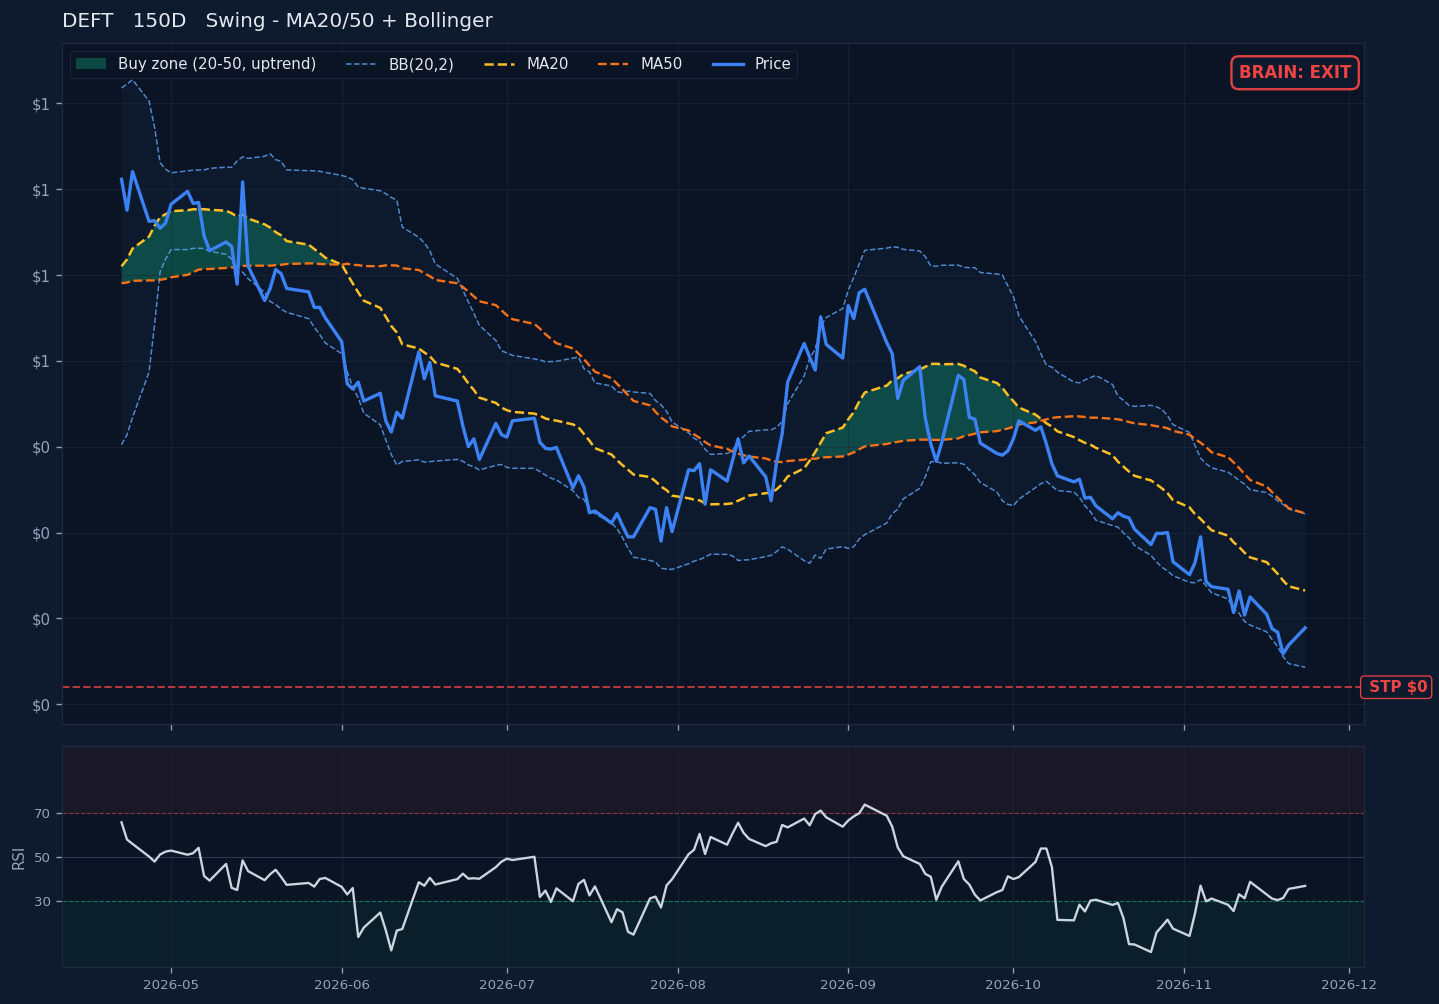 DEFT 150D Swing - MA20/50 + Bollinger
Buy zone (20-50, uptrend) BB(20,2) MA20 MA50 Price
BRAIN: EXIT
$1
$1
$1
$1
$0
$0
$0
$0
STP $0
RSI
70
50
30
2026-05 2026-06 2026-07 2026-08 2026-09 2026-10 2026-11 2026-12